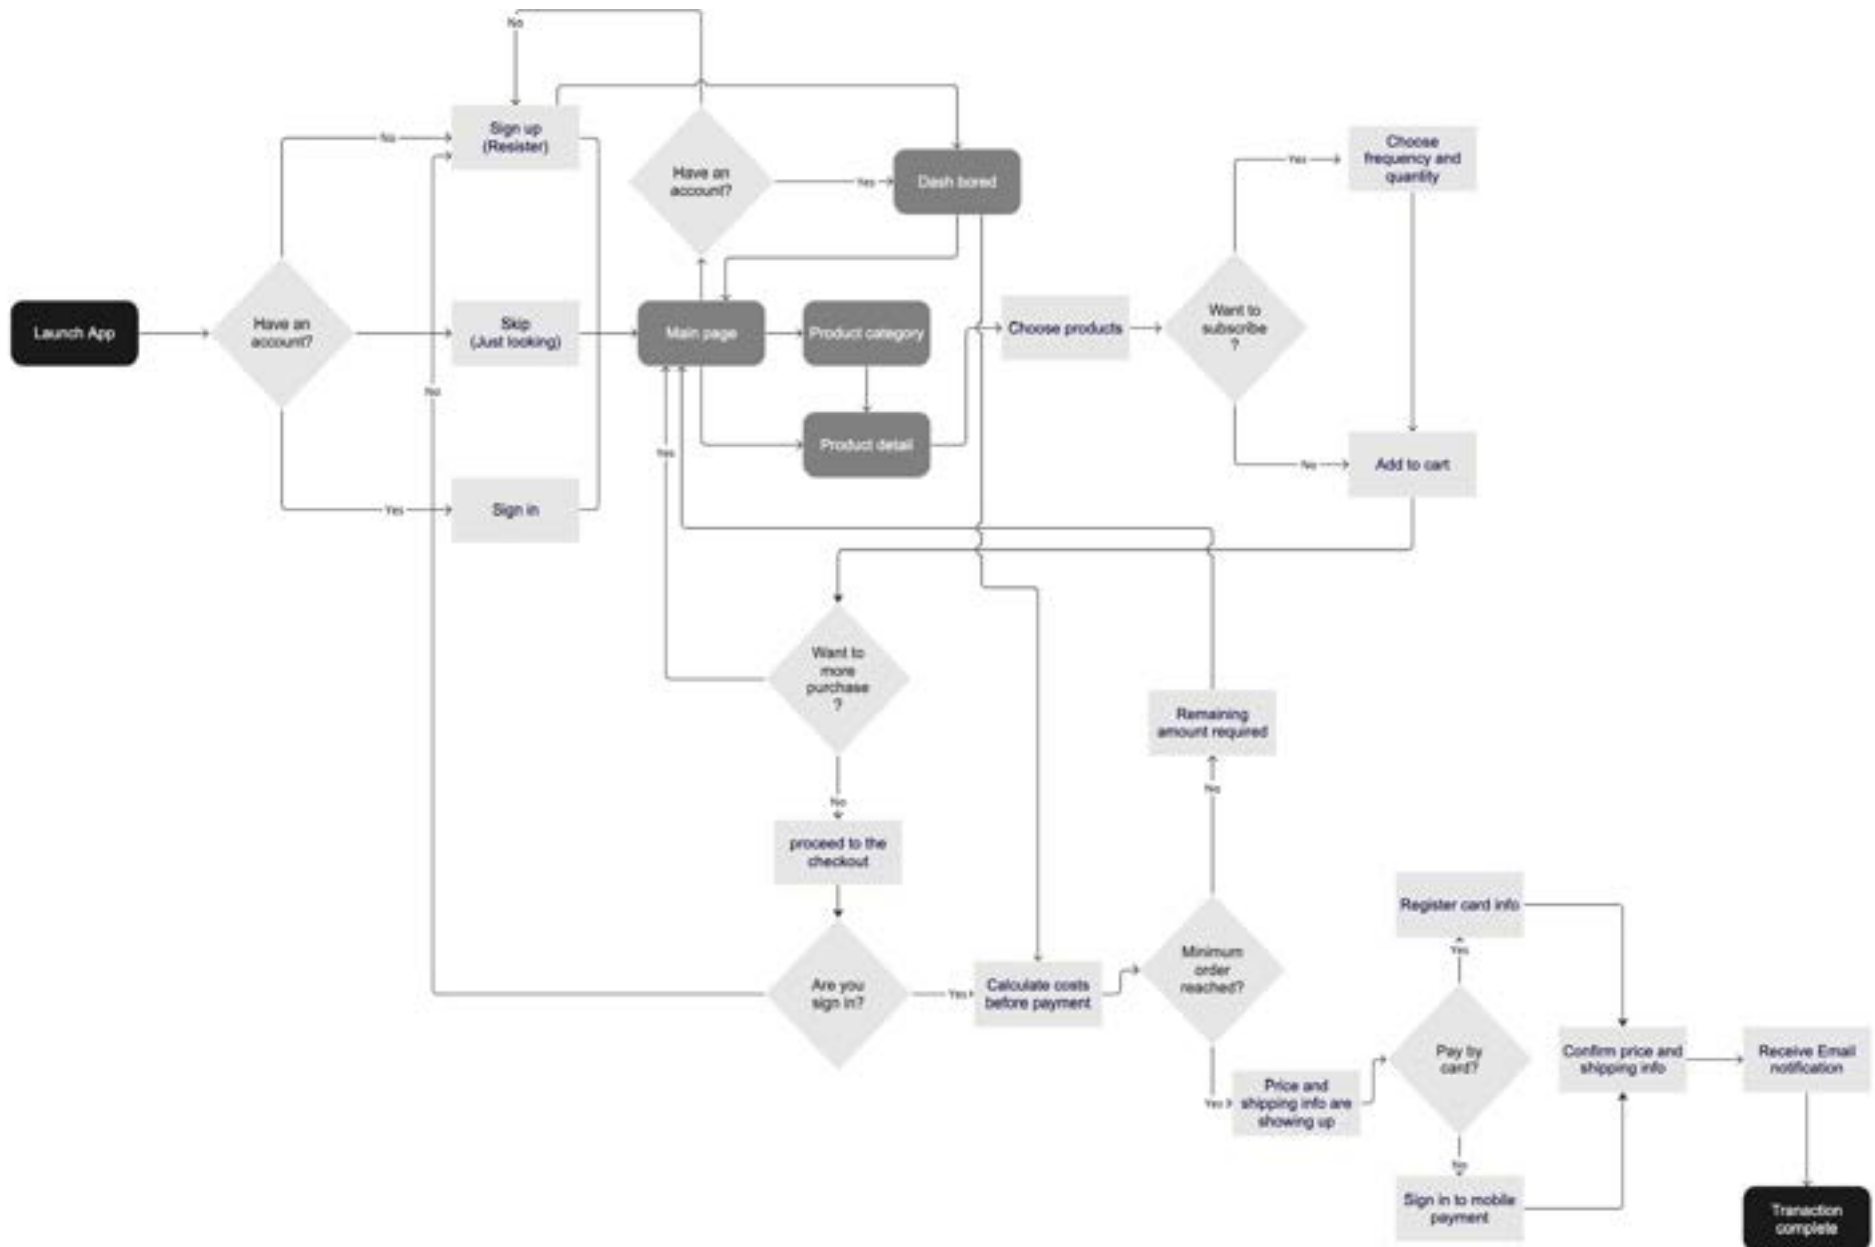 No
Sign up
(Resister)
No
Have an
account?
Yes
Dash bored
Choose
frequency and
quantity
Yes
Launch App
Have an
account?
Skip
(Just looking)
Main page
Product category
Choose products
Want to
subscribe
?
No
Yes
Product detail
No
Add to cart
Yes
Sign in
Want to
more
purchase
?
Remaining
amount required
No
No
proceed to the
checkout
Register card info
Yes
Are you
sign in?
Yes
Calculate costs
before payment
Minimum
order
reached?
Pay by
card?
Confirm price and
shipping info
Receive Email
notification
Yes
Price and
shipping info are
showing up
No
Sign in to mobile
payment
Tranaction
complete